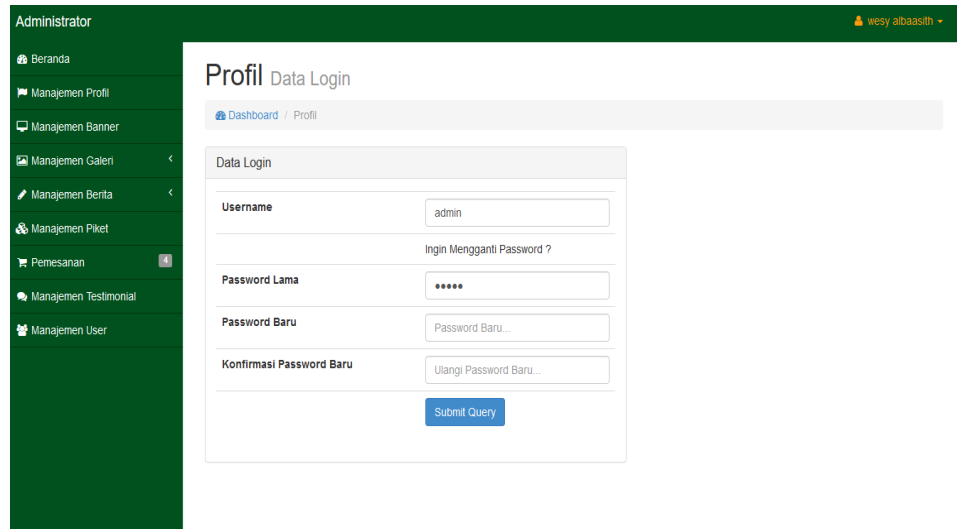 Administrator
wesy albaasith
Beranda
Manajemen Profil
Manajemen Banner
Manajemen Galeri
Manajemen Berita
Manajemen Piket
Pemesanan 4
Manajemen Testimonial
Manajemen User
Profil Data Login
Dashboard / Profil
Data Login
Username admin
Ingin Mengganti Password ?
Password Lama •••••
Password Baru Password Baru...
Konfirmasi Password Baru Ulangi Password Baru...
Submit Query